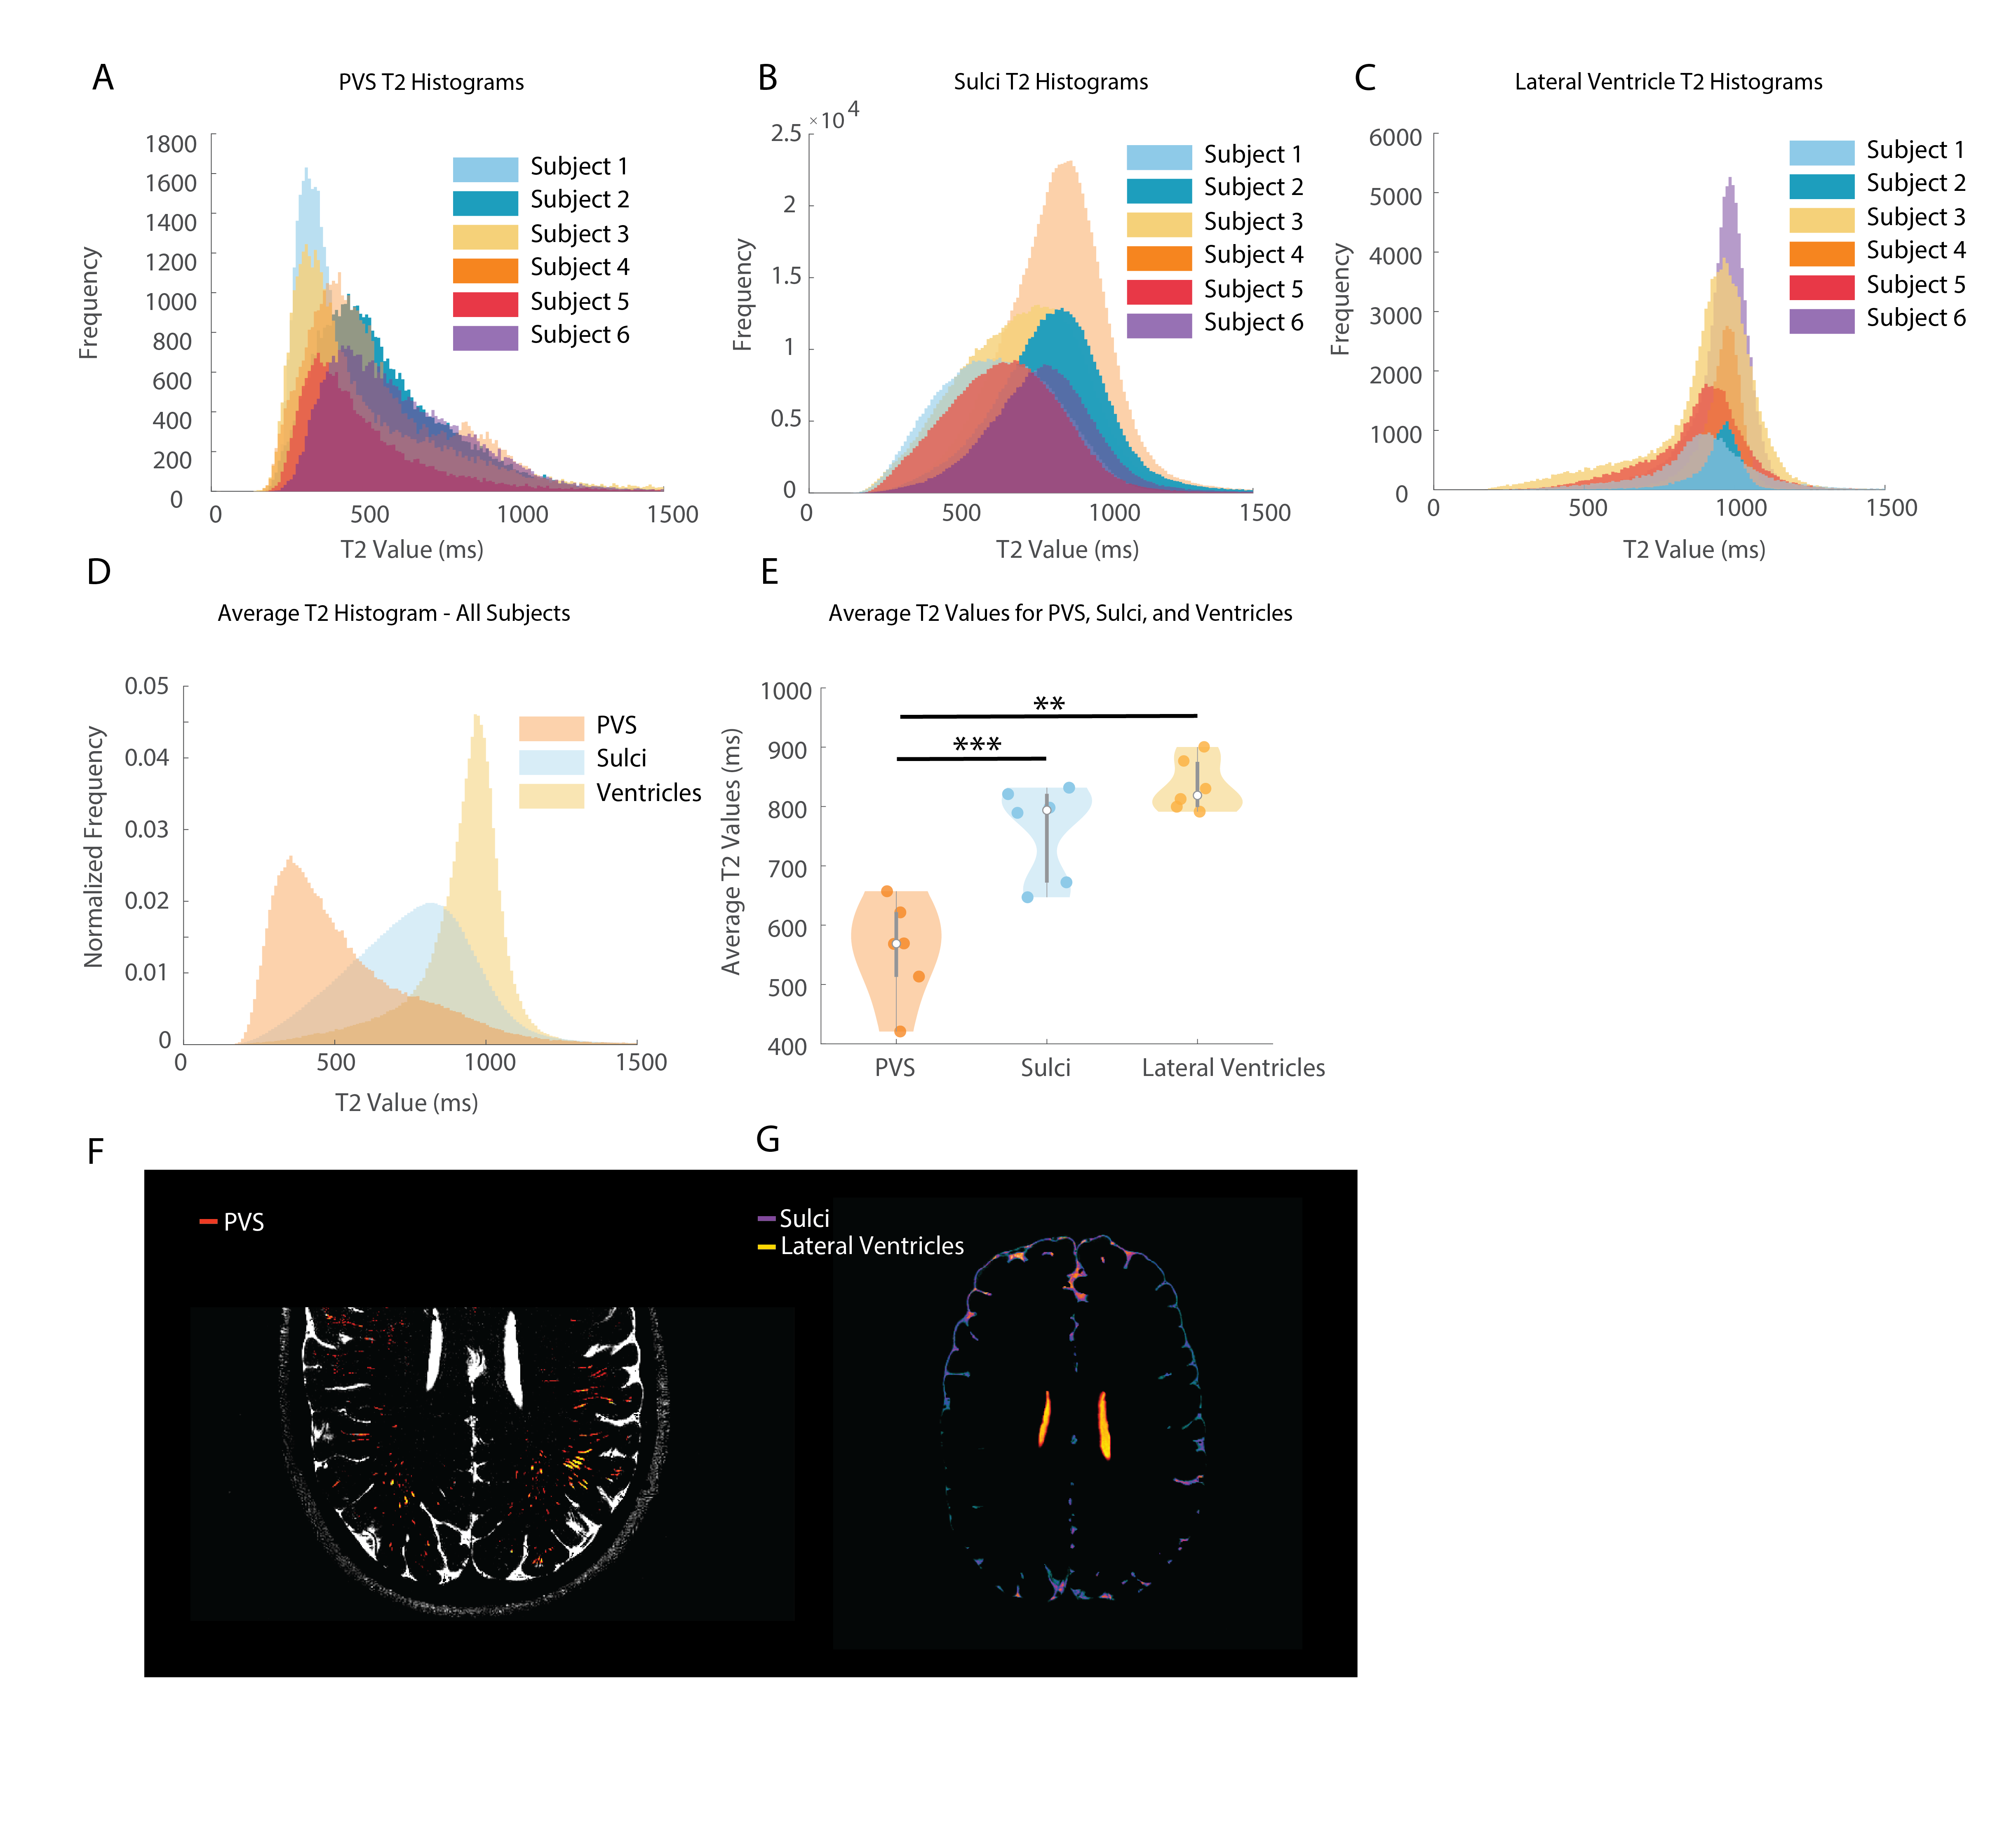 A
PVS T2 Histograms
1800
1600
1400
1200
1000
800
600
400
200
0
Frequency
0 500 1000 1500
T2 Value (ms)
Subject 1
Subject 2
Subject 3
Subject 4
Subject 5
Subject 6
B
Sulci T2 Histograms
×10^4
2.5
2
1.5
1
0.5
0
Frequency
0 500 1000 1500
T2 Value (ms)
Subject 1
Subject 2
Subject 3
Subject 4
Subject 5
Subject 6
C
Lateral Ventricle T2 Histograms
6000
5000
4000
3000
2000
1000
0
Frequency
0 500 1000 1500
T2 Value (ms)
Subject 1
Subject 2
Subject 3
Subject 4
Subject 5
Subject 6
D
Average T2 Histogram - All Subjects
0.05
0.04
0.03
0.02
0.01
0
Normalized Frequency
0 500 1000 1500
T2 Value (ms)
PVS
Sulci
Ventricles
E
Average T2 Values for PVS, Sulci, and Ventricles
1000
900
800
700
600
500
400
Average T2 Values (ms)
**
***
PVS Sulci Lateral Ventricles
F
PVS
G
Sulci
Lateral Ventricles